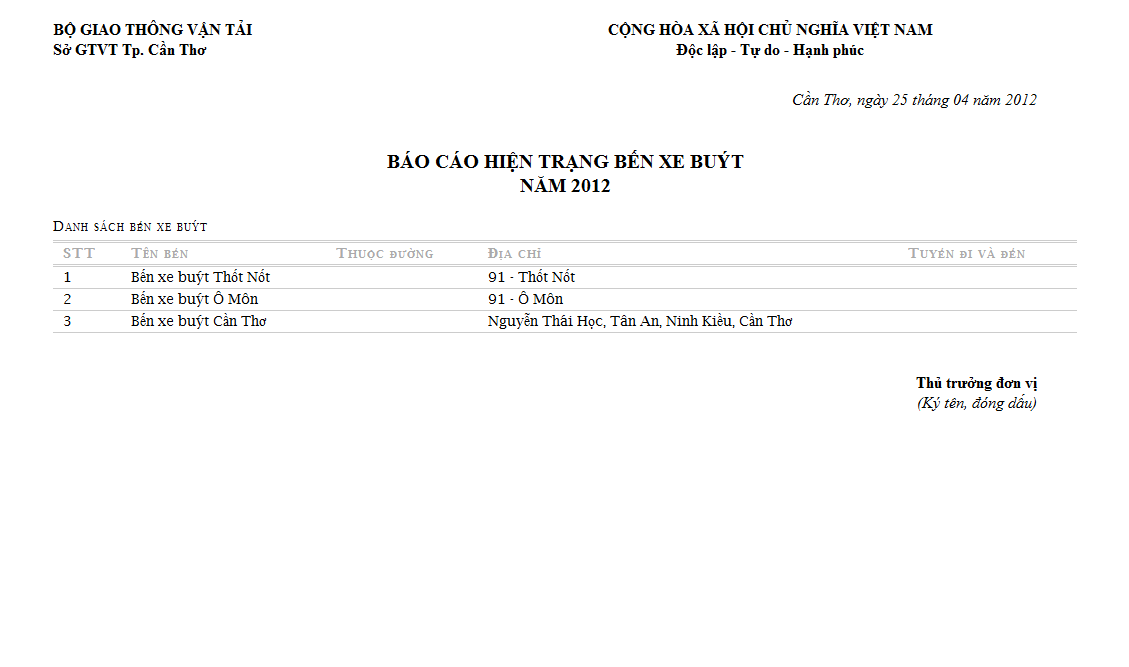 BỘ GIAO THÔNG VẬN TẢI
Sở GTVT Tp. Cần Thơ
CỘNG HÒA XÃ HỘI CHỦ NGHĨA VIỆT NAM
Độc lập - Tự do - Hạnh phúc
Cần Thơ, ngày 25 tháng 04 năm 2012
BÁO CÁO HIỆN TRẠNG BẾN XE BUÝT
NĂM 2012
Danh sách bến xe buýt
STT Tên bến Thuộc đường Địa chỉ Tuyến đi và đến
1 Bến xe buýt Thốt Nốt 91 - Thốt Nốt
2 Bến xe buýt Ô Môn 91 - Ô Môn
3 Bến xe buýt Cần Thơ Nguyễn Thái Học, Tân An, Ninh Kiều, Cần Thơ
Thủ trưởng đơn vị
(Ký tên, đóng dấu)